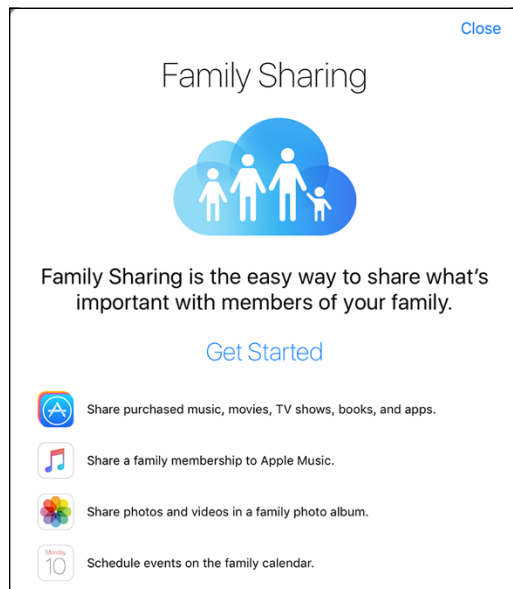 Close
Family Sharing
Family Sharing is the easy way to share what's
important with members of your family.
Get Started
Share purchased music, movies, TV shows, books, and apps.
Share a family membership to Apple Music.
Share photos and videos in a family photo album.
Monday
10
Schedule events on the family calendar.